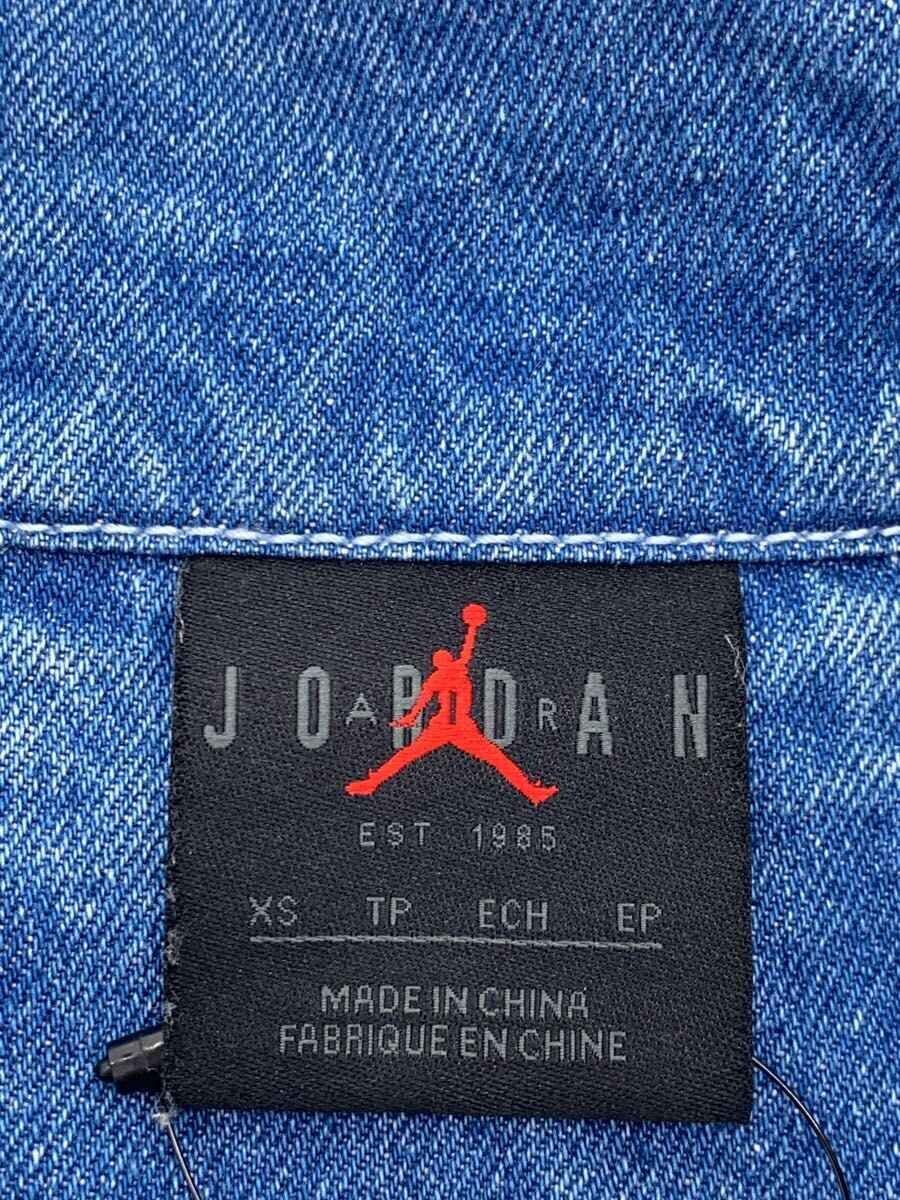 JORDAN
AIR
EST 1985
XS TP ECH EP
MADE IN CHINA
FABRIQUE EN CHINE